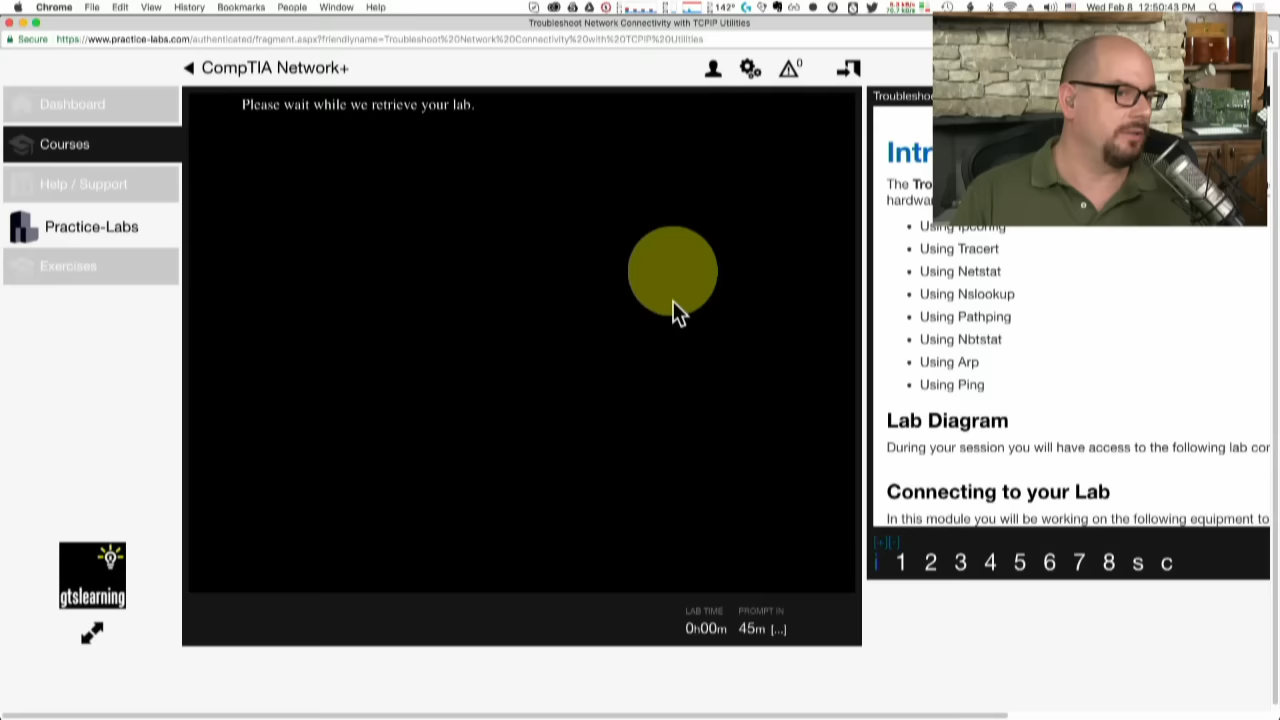 Chrome File Edit View History Bookmarks People Window Help 142° Wed Feb 8 12:50:43 PM
Troubleshoot Network Connectivity with TCPIP Utilities
Secure https://www.practice-labs.com/authenticated/fragment.aspx?friendlyname=Troubleshoot%20Network%20Connectivity%20with%20TCPIP%20Utilities
CompTIA Network+
0
Dashboard
Courses
Help / Support
Practice-Labs
Exercises
gtslearning
Please wait while we retrieve your lab.
LAB TIME PROMPT IN
0h00m 45m [...]
Troublesho
Intr
The Tro
hardwa
Using Ipconfig
Using Tracert
Using Netstat
Using Nslookup
Using Pathping
Using Nbtstat
Using Arp
Using Ping
Lab Diagram
During your session you will have access to the following lab cor
Connecting to your Lab
In this module you will be working on the following equipment to
[+][-]
i 1 2 3 4 5 6 7 8 s c